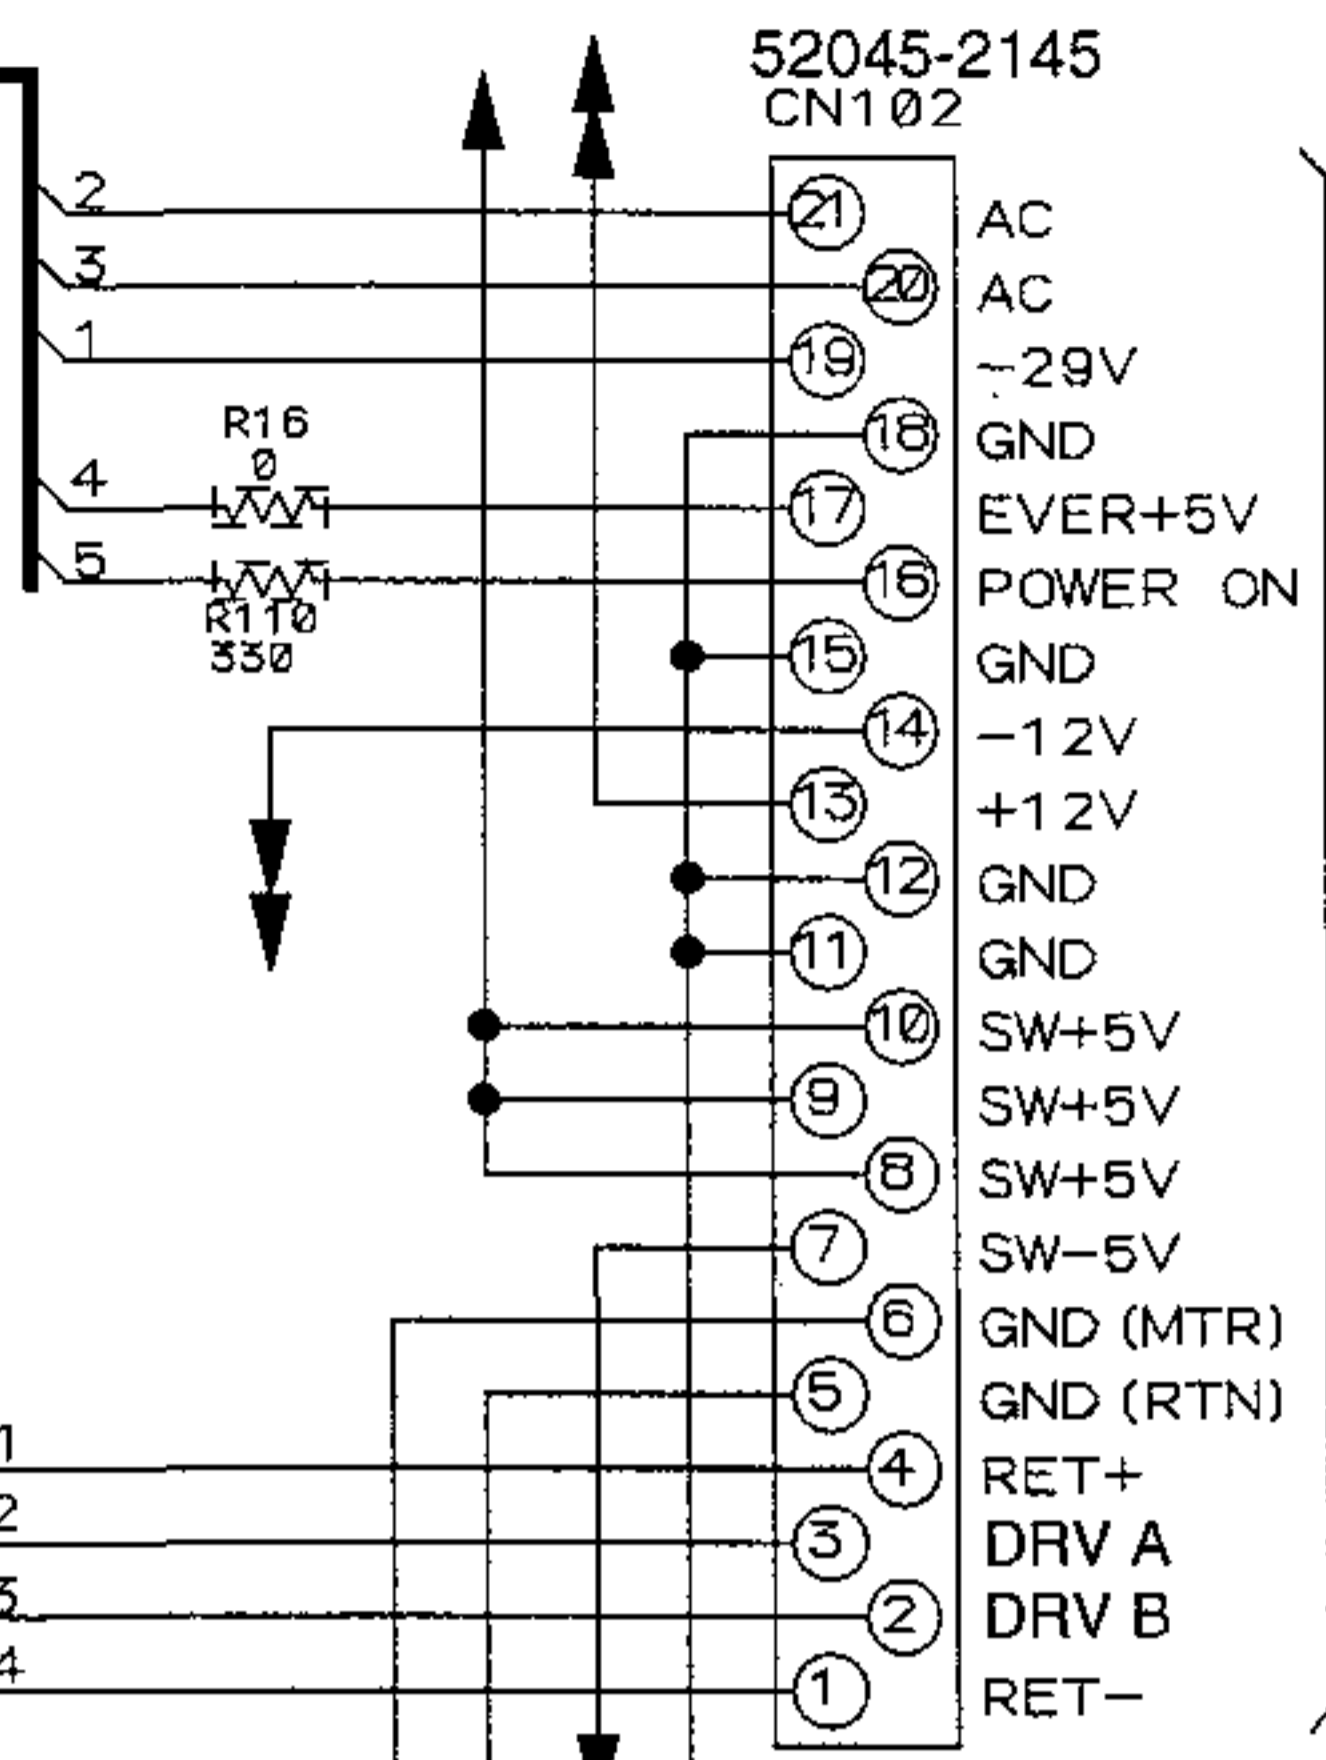 52045-2145
CN102
2 21 AC
3 20 AC
1 19 -29V
R16
0
18 GND
4 17 EVER+5V
5 16 POWER ON
R110
330
15 GND
14 -12V
13 +12V
12 GND
11 GND
10 SW+5V
9 SW+5V
8 SW+5V
7 SW-5V
6 GND (MTR)
5 GND (RTN)
1 4 RET+
2 3 DRV A
3 2 DRV B
4 1 RET-